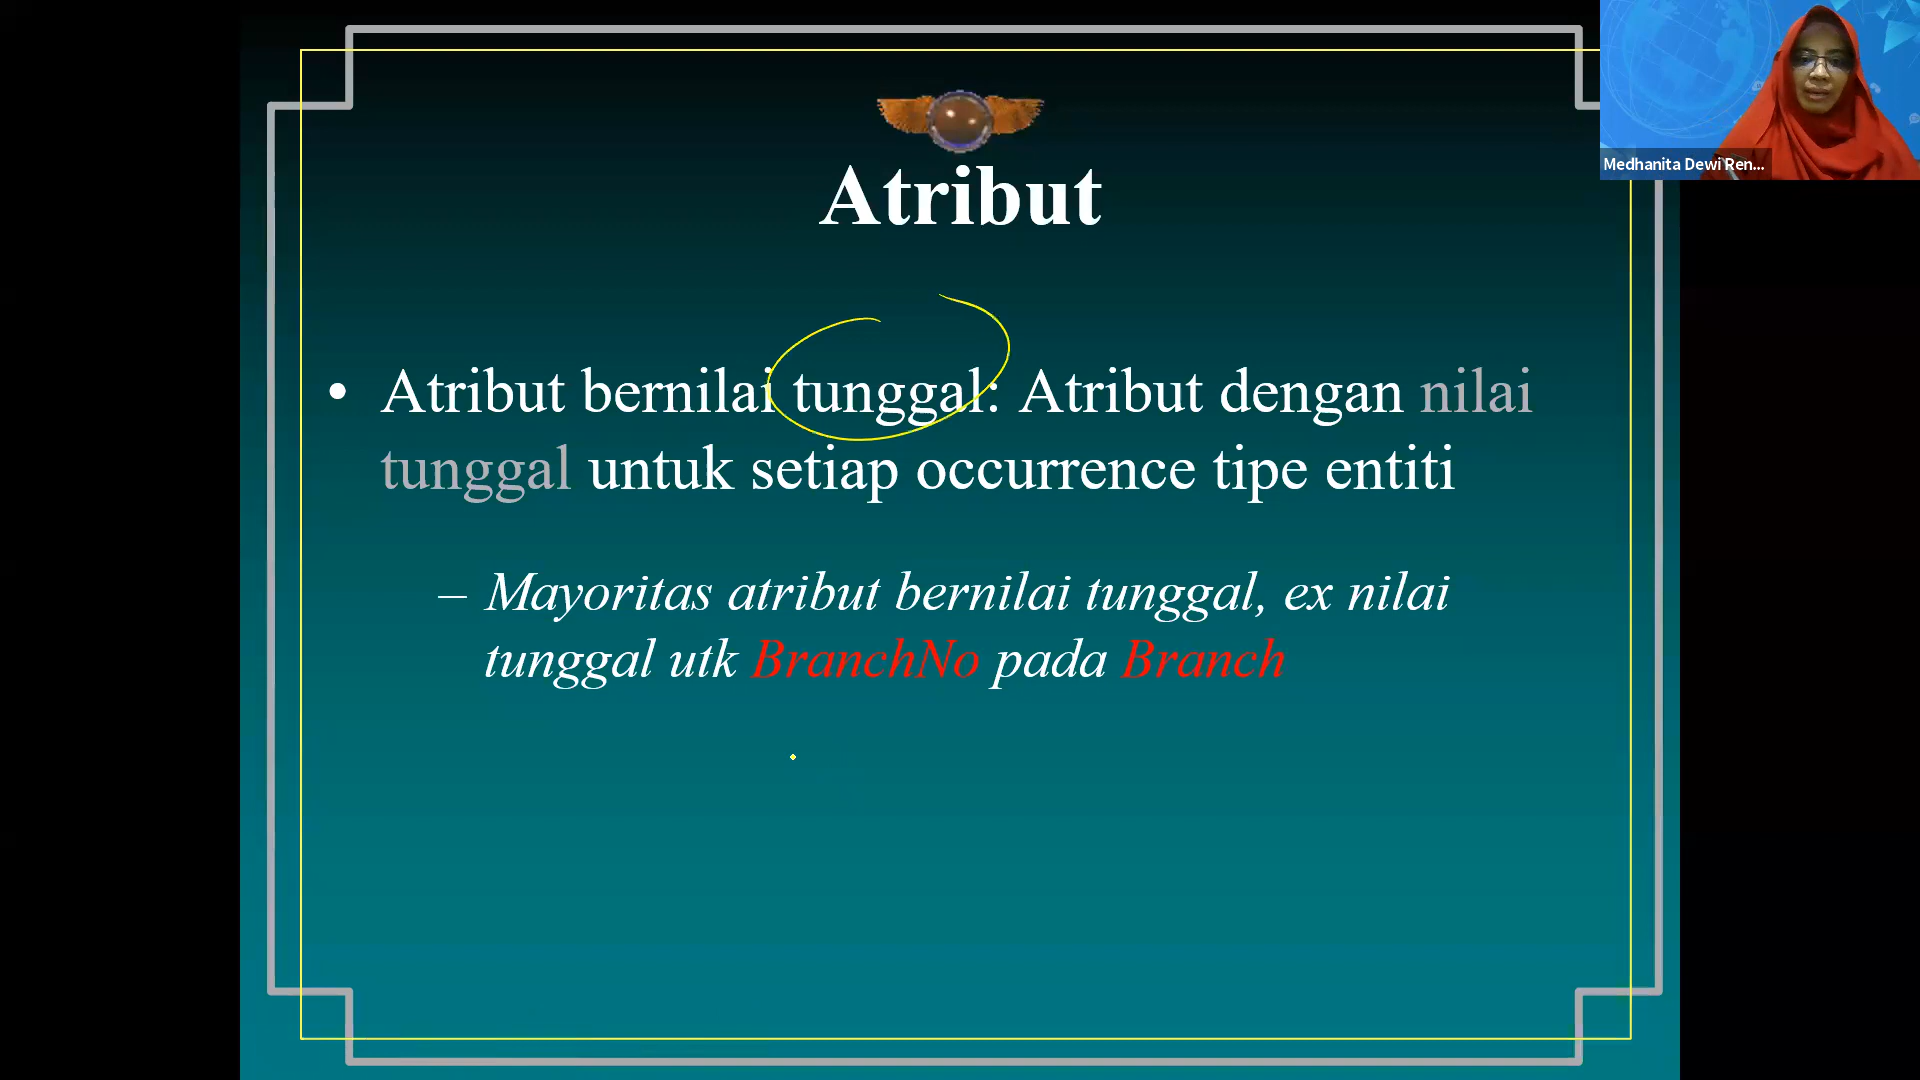 Medhanita Dewi Ren...
Atribut
• Atribut bernilai tunggal: Atribut dengan nilai
tunggal untuk setiap occurrence tipe entiti
– Mayoritas atribut bernilai tunggal, ex nilai
tunggal utk BranchNo pada Branch